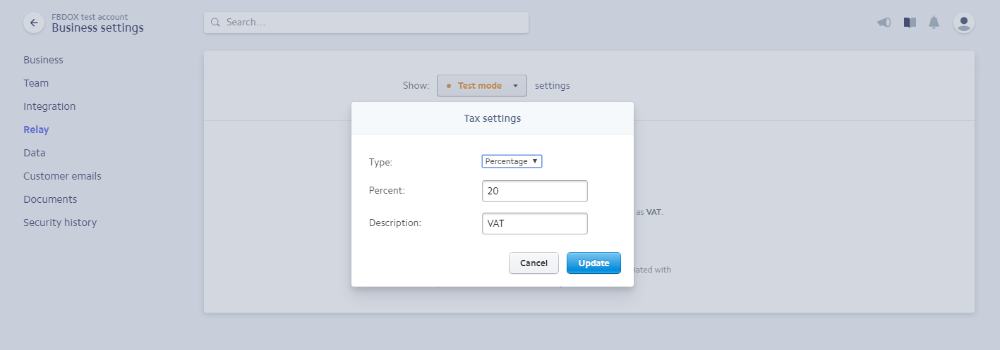 FBDOX test account
Business settings
Search...
Business
Team
Integration
Relay
Data
Customer emails
Documents
Security history
Show: Test mode settings
Tax settings
Type: Percentage
Percent: 20
Description: VAT
Cancel Update
as VAT.
with